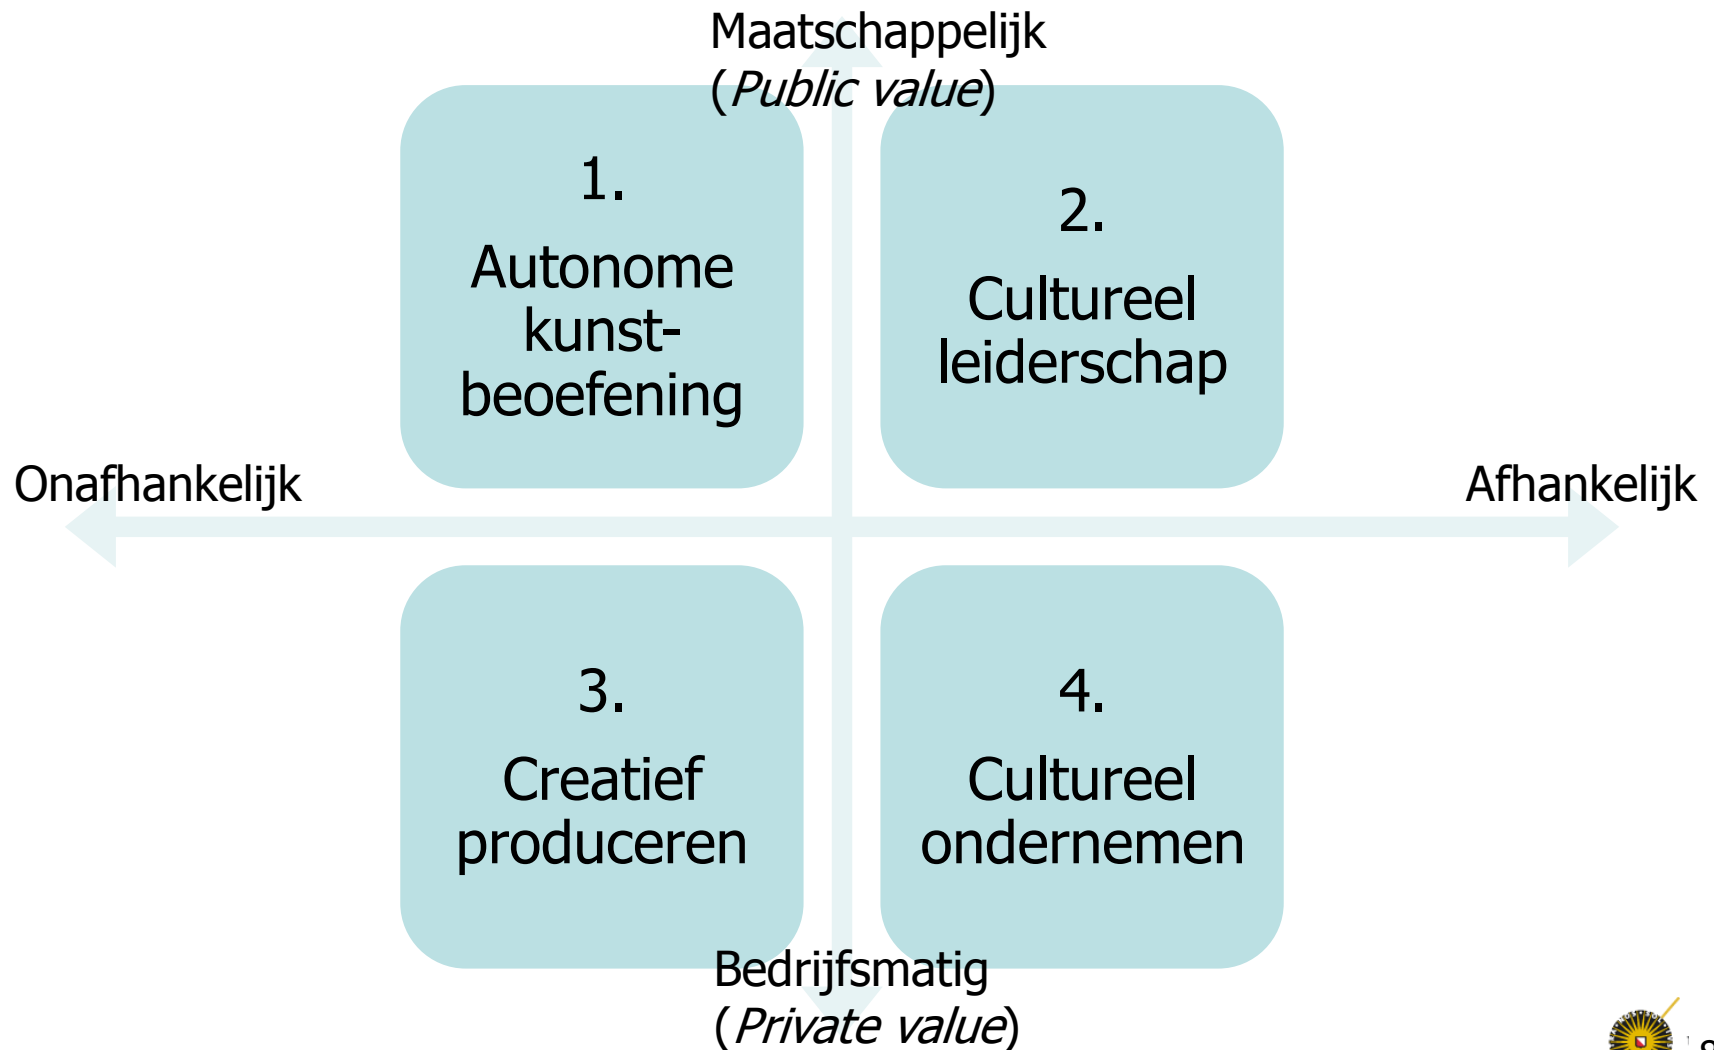 Maatschappelijk
(Public value)
1.
Autonome
kunst-
beoefening
2.
Cultureel
leiderschap
Onafhankelijk
Afhankelijk
3.
Creatief
produceren
4.
Cultureel
ondernemen
Bedrijfsmatig
(Private value)